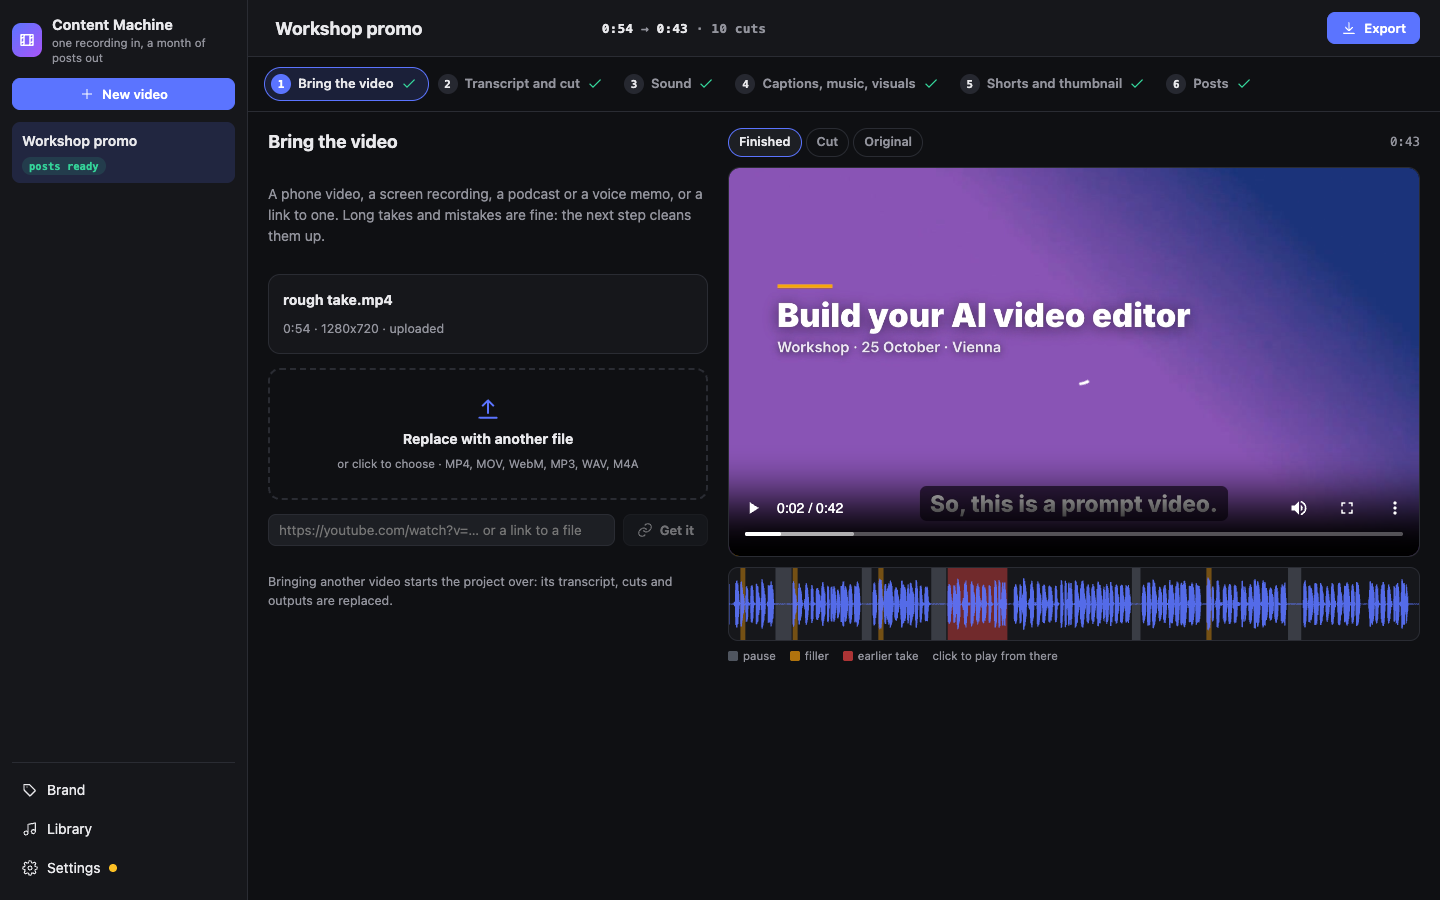 Content Machine
one recording in, a month of
posts out
New video
Workshop promo
posts ready
Brand
Library
Settings
Workshop promo
0:54 → 0:43 · 10 cuts
Export
1 Bring the video
2 Transcript and cut
3 Sound
4 Captions, music, visuals
5 Shorts and thumbnail
6 Posts
Bring the video
A phone video, a screen recording, a podcast or a voice memo, or a
link to one. Long takes and mistakes are fine: the next step cleans
them up.
rough take.mp4
0:54 · 1280x720 · uploaded
Replace with another file
or click to choose · MP4, MOV, WebM, MP3, WAV, M4A
https://youtube.com/watch?v=... or a link to a file
Get it
Bringing another video starts the project over: its transcript, cuts and
outputs are replaced.
Finished
Cut
Original
0:43
Build your AI video editor
Workshop · 25 October · Vienna
So, this is a prompt video.
0:02 / 0:42
pause
filler
earlier take
click to play from there